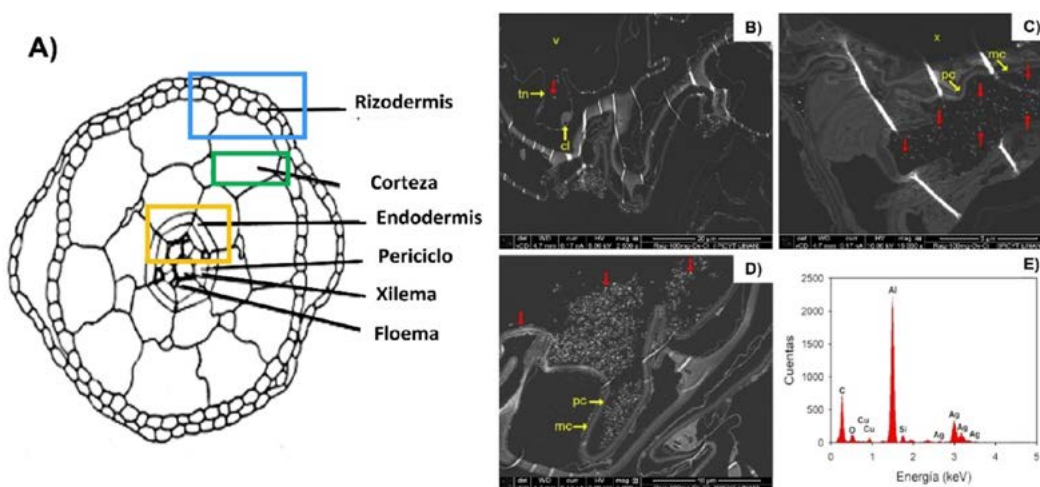 A)
Rizodermis
Corteza
Endodermis
Periciclo
Xilema
Floema
B)
v
tn
cl
C)
x
mc
pc
D)
pc
mc
E)
Cuentas
2500
2000
1500
1000
500
0
C
O
Cu
Cu
Al
Si
Ag
Ag
Ag
Ag
0 1 2 3 4 5
Energía (keV)